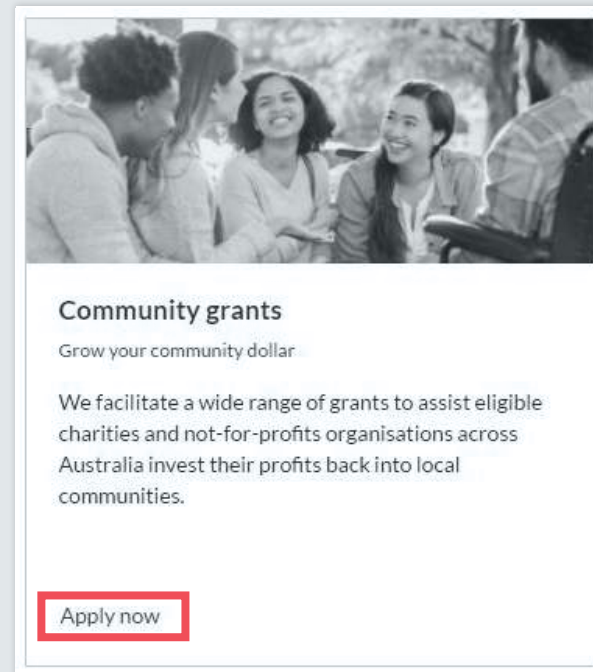 Community grants
Grow your community dollar
We facilitate a wide range of grants to assist eligible
charities and not-for-profits organisations across
Australia invest their profits back into local
communities.
Apply now